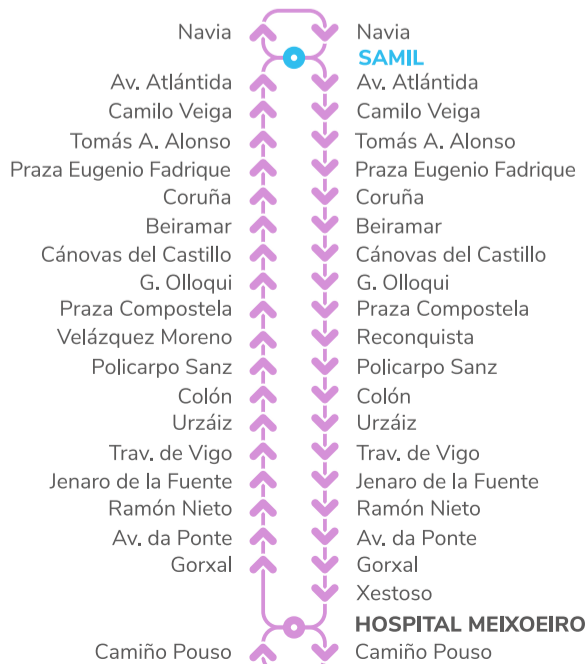 Navia Navia
SAMIL
Av. Atlántida Av. Atlántida
Camilo Veiga Camilo Veiga
Tomás A. Alonso Tomás A. Alonso
Praza Eugenio Fadrique Praza Eugenio Fadrique
Coruña Coruña
Beiramar Beiramar
Cánovas del Castillo Cánovas del Castillo
G. Olloqui G. Olloqui
Praza Compostela Praza Compostela
Velázquez Moreno Reconquista
Policarpo Sanz Policarpo Sanz
Colón Colón
Urzáiz Urzáiz
Trav. de Vigo Trav. de Vigo
Jenaro de la Fuente Jenaro de la Fuente
Ramón Nieto Ramón Nieto
Av. da Ponte Av. da Ponte
Gorxal Gorxal
Xestoso
HOSPITAL MEIXOEIRO
Camiño Pouso Camiño Pouso